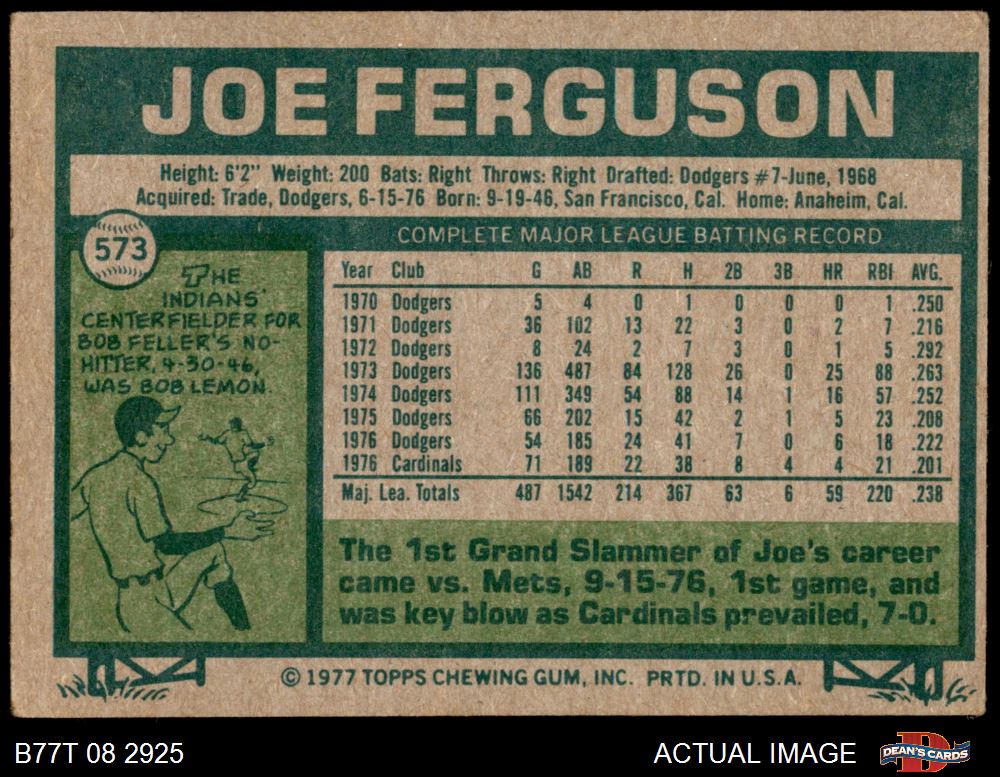 JOE FERGUSON
Height: 6'2" Weight: 200 Bats: Right Throws: Right Drafted: Dodgers #7-June, 1968
Acquired: Trade, Dodgers, 6-15-76 Born: 9-19-46, San Francisco, Cal. Home: Anaheim, Cal.
573
THE
INDIANS'
CENTERFIELDER FOR
BOB FELLER'S NO-
HITTER, 4-30-46,
WAS BOB LEMON.
COMPLETE MAJOR LEAGUE BATTING RECORD
Year Club G AB R H 2B 3B HR RBI AVG.
1970 Dodgers 5 4 0 1 0 0 0 1 .250
1971 Dodgers 36 102 13 22 3 0 2 7 .216
1972 Dodgers 8 24 2 7 3 0 1 5 .292
1973 Dodgers 136 487 84 128 26 0 25 88 .263
1974 Dodgers 111 349 54 88 14 1 16 57 .252
1975 Dodgers 66 202 15 42 2 1 5 23 .208
1976 Dodgers 54 185 24 41 7 0 6 18 .222
1976 Cardinals 71 189 22 38 8 4 4 21 .201
Maj. Lea. Totals 487 1542 214 367 63 6 59 220 .238
The 1st Grand Slammer of Joe's career
came vs. Mets, 9-15-76, 1st game, and
was key blow as Cardinals prevailed, 7-0.
© 1977 TOPPS CHEWING GUM, INC. PRTD. IN U.S.A.
B77T 08 2925
ACTUAL IMAGE
D
DEAN'S CARDS